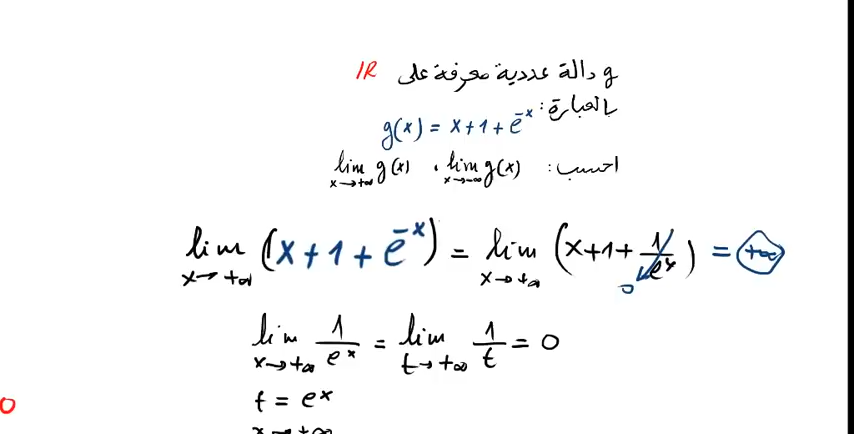 g دالة عددية معرفة على IR
بالعبارة: g(x) = x+1+e^-x
احسب: lim x→-∞ g(x) ، lim x→+∞ g(x)
lim x→+∞ (x+1+e^-x) = lim x→+∞ (x+1+1/e^x) = +∞
0
lim x→+∞ 1/e^x = lim t→+∞ 1/t = 0
0
t = e^x
x→+∞